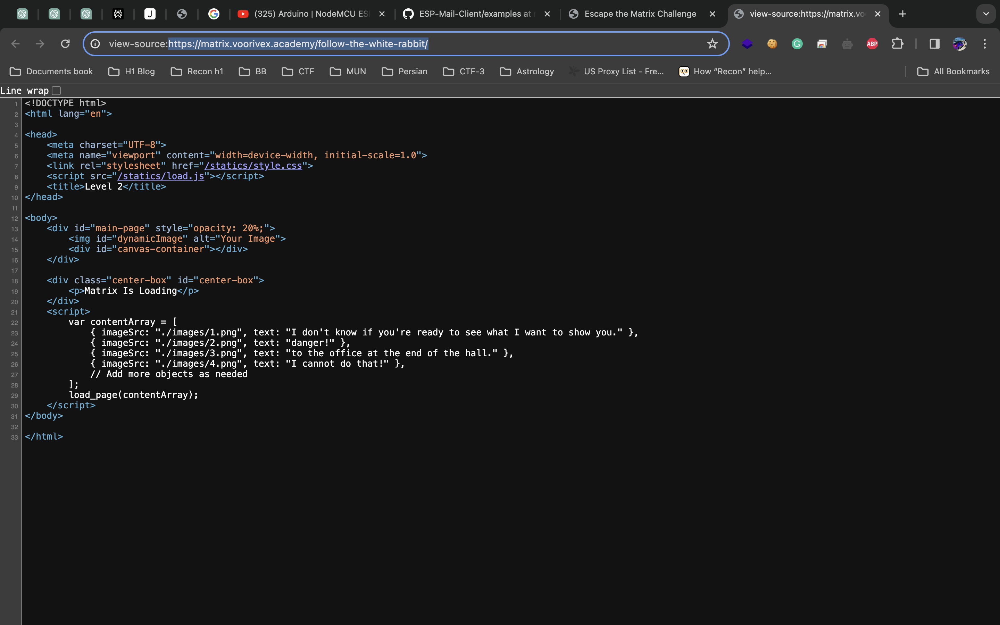 (325) Arduino | NodeMCU ES
ESP-Mail-Client/examples at
Escape the Matrix Challenge
view-source:https://matrix.vo
view-source:https://matrix.voorivex.academy/follow-the-white-rabbit/
Documents book
H1 Blog
Recon h1
BB
CTF
MUN
Persian
CTF-3
Astrology
US Proxy List - Fre...
How “Recon” help...
All Bookmarks
Line wrap
1 <!DOCTYPE html>
2 <html lang="en">
3
4 <head>
5     <meta charset="UTF-8">
6     <meta name="viewport" content="width=device-width, initial-scale=1.0">
7     <link rel="stylesheet" href="/statics/style.css">
8     <script src="/statics/load.js"></script>
9     <title>Level 2</title>
10 </head>
11
12 <body>
13     <div id="main-page" style="opacity: 20%;">
14         <img id="dynamicImage" alt="Your Image">
15         <div id="canvas-container"></div>
16     </div>
17
18     <div class="center-box" id="center-box">
19         <p>Matrix Is Loading</p>
20     </div>
21     <script>
22         var contentArray = [
23             { imageSrc: "./images/1.png", text: "I don't know if you're ready to see what I want to show you." },
24             { imageSrc: "./images/2.png", text: "danger!" },
25             { imageSrc: "./images/3.png", text: "to the office at the end of the hall." },
26             { imageSrc: "./images/4.png", text: "I cannot do that!" },
27             // Add more objects as needed
28         ];
29         load_page(contentArray);
30     </script>
31 </body>
32
33 </html>